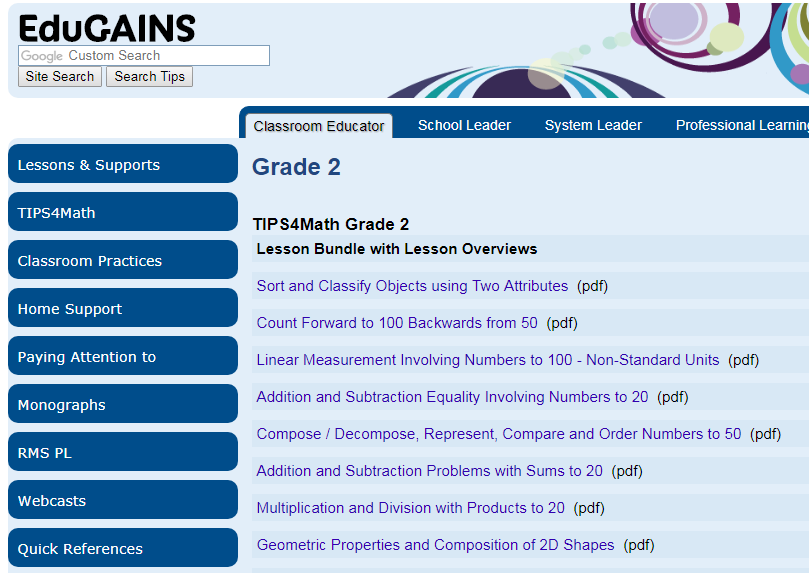 EduGAINS
Google Custom Search
Site Search Search Tips
Classroom Educator School Leader System Leader Professional Learning
Lessons & Supports
TIPS4Math
Classroom Practices
Home Support
Paying Attention to
Monographs
RMS PL
Webcasts
Quick References
Grade 2
TIPS4Math Grade 2
Lesson Bundle with Lesson Overviews
Sort and Classify Objects using Two Attributes (pdf)
Count Forward to 100 Backwards from 50 (pdf)
Linear Measurement Involving Numbers to 100 - Non-Standard Units (pdf)
Addition and Subtraction Equality Involving Numbers to 20 (pdf)
Compose / Decompose, Represent, Compare and Order Numbers to 50 (pdf)
Addition and Subtraction Problems with Sums to 20 (pdf)
Multiplication and Division with Products to 20 (pdf)
Geometric Properties and Composition of 2D Shapes (pdf)